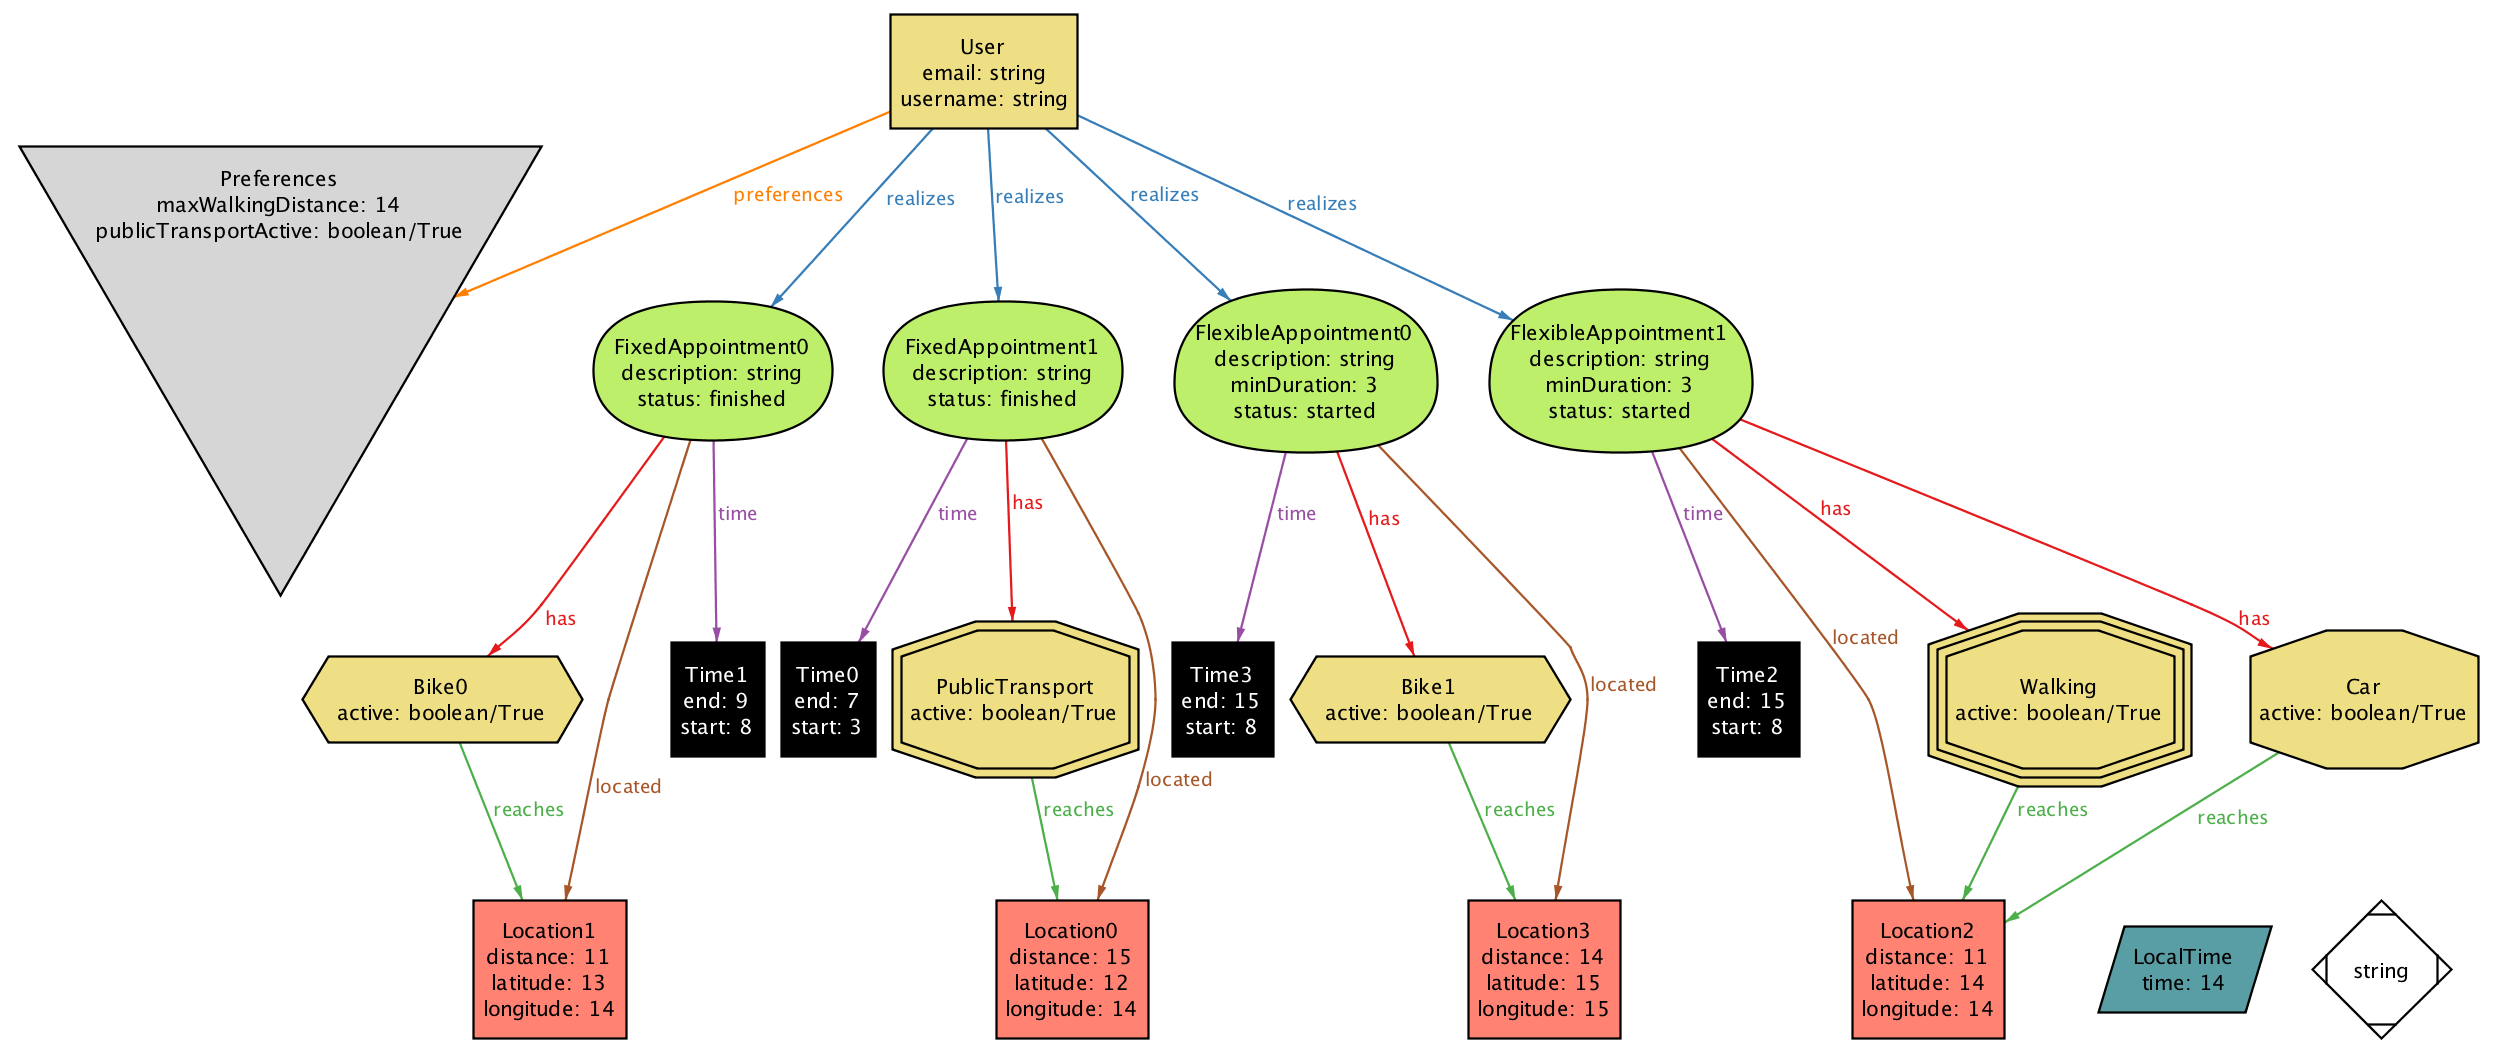 User
email: string
username: string
Preferences
maxWalkingDistance: 14
publicTransportActive: boolean/True
preferences
realizes
realizes
realizes
realizes
FixedAppointment0
description: string
status: finished
FixedAppointment1
description: string
status: finished
FlexibleAppointment0
description: string
minDuration: 3
status: started
FlexibleAppointment1
description: string
minDuration: 3
status: started
has
time
time
has
time
has
time
located
has
has
Bike0
active: boolean/True
Time1
end: 9
start: 8
Time0
end: 7
start: 3
PublicTransport
active: boolean/True
Time3
end: 15
start: 8
Bike1
active: boolean/True
located
Time2
end: 15
start: 8
Walking
active: boolean/True
Car
active: boolean/True
reaches
located
reaches
located
reaches
reaches
reaches
Location1
distance: 11
latitude: 13
longitude: 14
Location0
distance: 15
latitude: 12
longitude: 14
Location3
distance: 14
latitude: 15
longitude: 15
Location2
distance: 11
latitude: 14
longitude: 14
LocalTime
time: 14
string